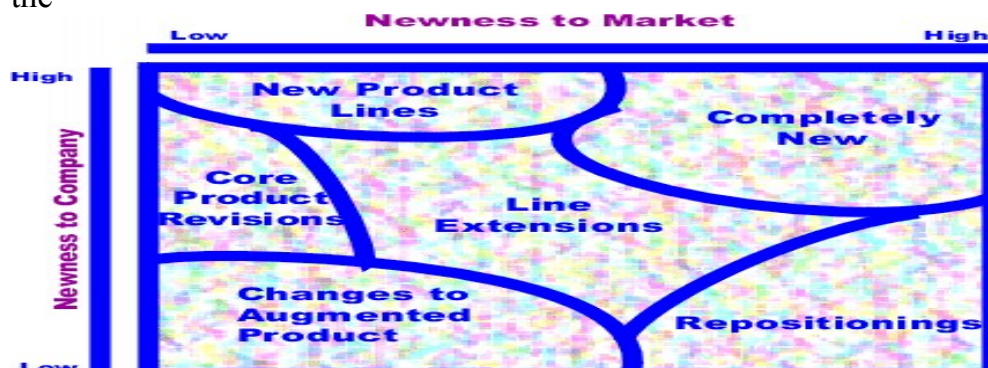 the
Newness to Market
Low High
High
Newness to Company
New Product
Lines
Completely
New
Core
Product
Revisions
Line
Extensions
Changes to
Augmented
Product
Repositionings
Low